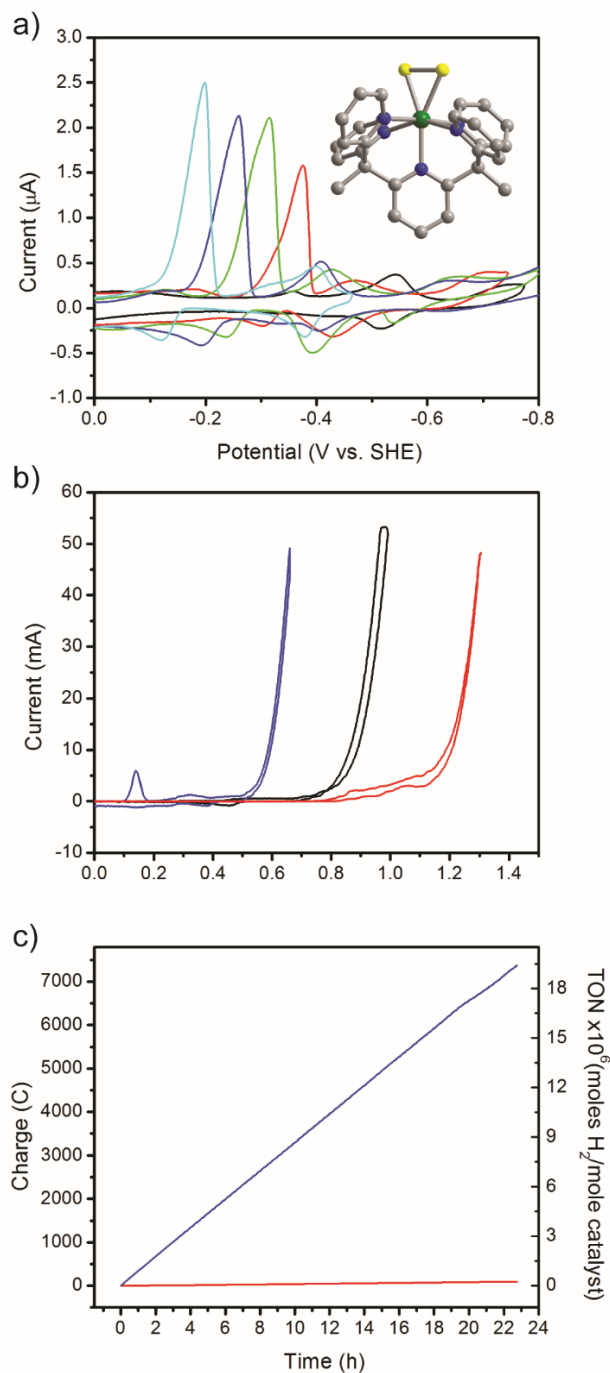 a)
3.0
2.5
2.0
1.5
1.0
0.5
0.0
-0.5
-1.0
Current (μA)
0.0 -0.2 -0.4 -0.6 -0.8
Potential (V vs. SHE)
b)
60
50
40
30
20
10
0
-10
Current (mA)
0.0 0.2 0.4 0.6 0.8 1.0 1.2 1.4
c)
7000
6000
5000
4000
3000
2000
1000
0
Charge (C)
18
15
12
9
6
3
0
TON x10⁶(moles H₂/mole catalyst)
0 2 4 6 8 10 12 14 16 18 20 22 24
Time (h)